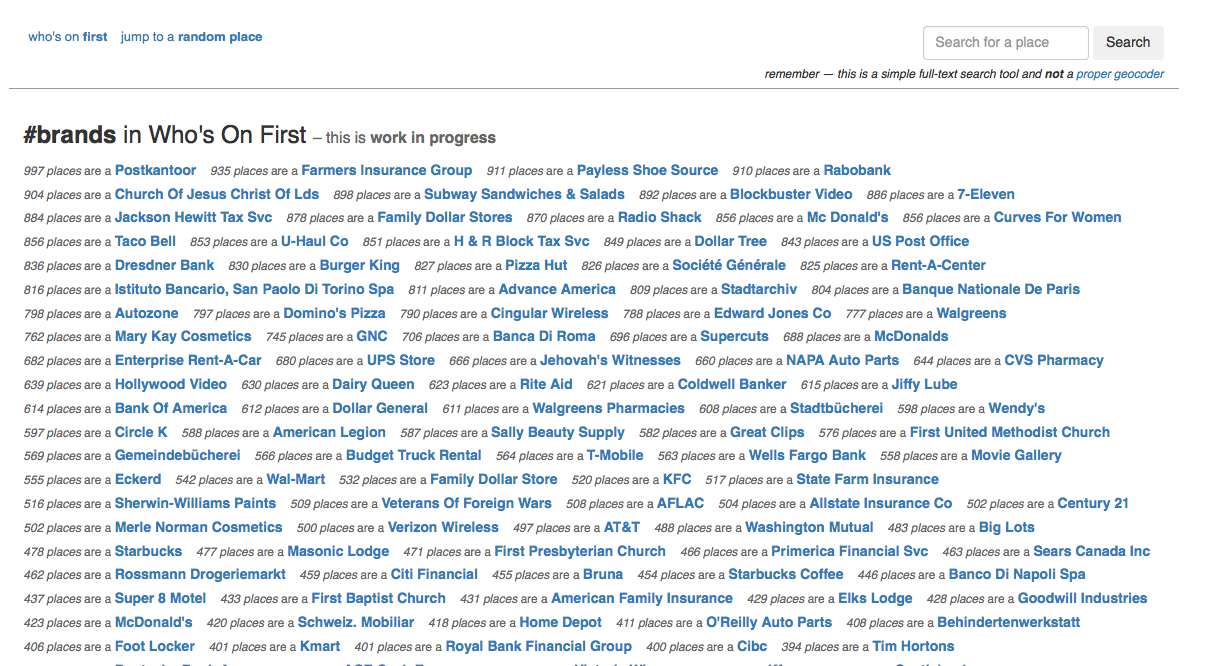 who's on first jump to a random place
Search for a place Search
remember — this is a simple full-text search tool and not a proper geocoder
#brands in Who's On First – this is work in progress
997 places are a Postkantoor 935 places are a Farmers Insurance Group 911 places are a Payless Shoe Source 910 places are a Rabobank
904 places are a Church Of Jesus Christ Of Lds 898 places are a Subway Sandwiches & Salads 892 places are a Blockbuster Video 886 places are a 7-Eleven
884 places are a Jackson Hewitt Tax Svc 878 places are a Family Dollar Stores 870 places are a Radio Shack 856 places are a Mc Donald's 856 places are a Curves For Women
856 places are a Taco Bell 853 places are a U-Haul Co 851 places are a H & R Block Tax Svc 849 places are a Dollar Tree 843 places are a US Post Office
836 places are a Dresdner Bank 830 places are a Burger King 827 places are a Pizza Hut 826 places are a Société Générale 825 places are a Rent-A-Center
816 places are a Istituto Bancario, San Paolo Di Torino Spa 811 places are a Advance America 809 places are a Stadtarchiv 804 places are a Banque Nationale De Paris
798 places are a Autozone 797 places are a Domino's Pizza 790 places are a Cingular Wireless 788 places are a Edward Jones Co 777 places are a Walgreens
762 places are a Mary Kay Cosmetics 745 places are a GNC 706 places are a Banca Di Roma 696 places are a Supercuts 688 places are a McDonalds
682 places are a Enterprise Rent-A-Car 680 places are a UPS Store 666 places are a Jehovah's Witnesses 660 places are a NAPA Auto Parts 644 places are a CVS Pharmacy
639 places are a Hollywood Video 630 places are a Dairy Queen 623 places are a Rite Aid 621 places are a Coldwell Banker 615 places are a Jiffy Lube
614 places are a Bank Of America 612 places are a Dollar General 611 places are a Walgreens Pharmacies 608 places are a Stadtbücherei 598 places are a Wendy's
597 places are a Circle K 588 places are a American Legion 587 places are a Sally Beauty Supply 582 places are a Great Clips 576 places are a First United Methodist Church
569 places are a Gemeindebücherei 566 places are a Budget Truck Rental 564 places are a T-Mobile 563 places are a Wells Fargo Bank 558 places are a Movie Gallery
555 places are a Eckerd 542 places are a Wal-Mart 532 places are a Family Dollar Store 520 places are a KFC 517 places are a State Farm Insurance
516 places are a Sherwin-Williams Paints 509 places are a Veterans Of Foreign Wars 508 places are a AFLAC 504 places are a Allstate Insurance Co 502 places are a Century 21
502 places are a Merle Norman Cosmetics 500 places are a Verizon Wireless 497 places are a AT&T 488 places are a Washington Mutual 483 places are a Big Lots
478 places are a Starbucks 477 places are a Masonic Lodge 471 places are a First Presbyterian Church 466 places are a Primerica Financial Svc 463 places are a Sears Canada Inc
462 places are a Rossmann Drogeriemarkt 459 places are a Citi Financial 455 places are a Bruna 454 places are a Starbucks Coffee 446 places are a Banco Di Napoli Spa
437 places are a Super 8 Motel 433 places are a First Baptist Church 431 places are a American Family Insurance 429 places are a Elks Lodge 428 places are a Goodwill Industries
423 places are a McDonald's 420 places are a Schweiz. Mobiliar 418 places are a Home Depot 411 places are a O'Reilly Auto Parts 408 places are a Behindertenwerkstatt
406 places are a Foot Locker 401 places are a Kmart 401 places are a Royal Bank Financial Group 400 places are a Cibc 394 places are a Tim Hortons